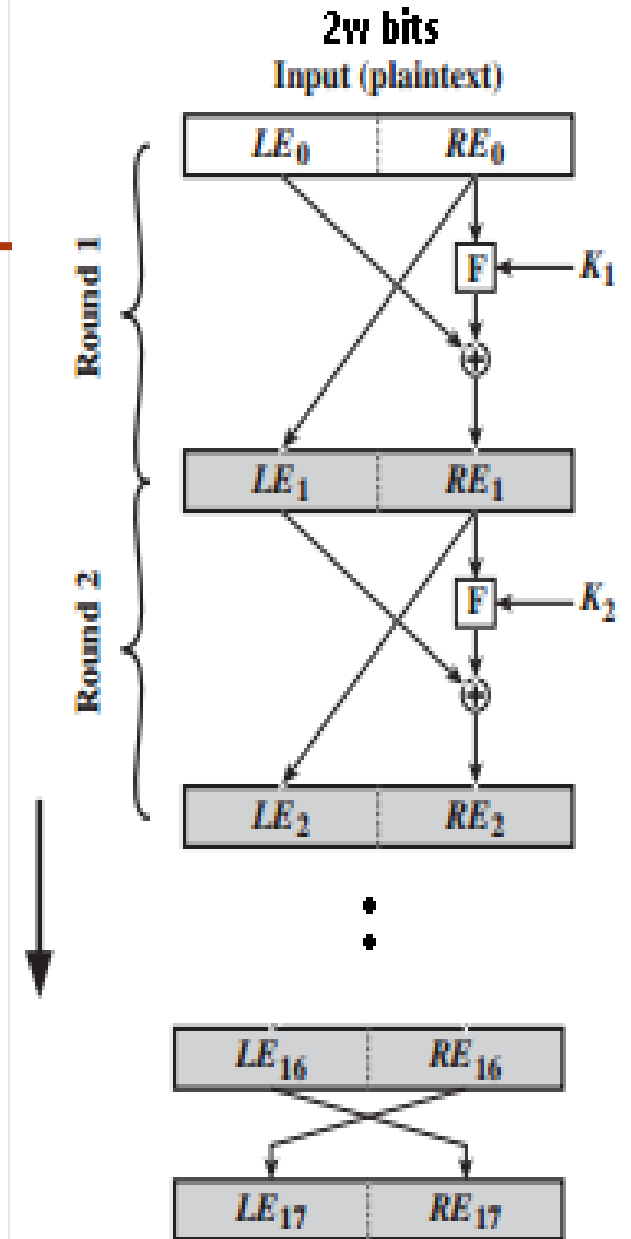 2w bits
Input (plaintext)
LE₀ RE₀
Round 1
F K₁
+
LE₁ RE₁
Round 2
F K₂
+
LE₂ RE₂
LE₁₆ RE₁₆
LE₁₇ RE₁₇